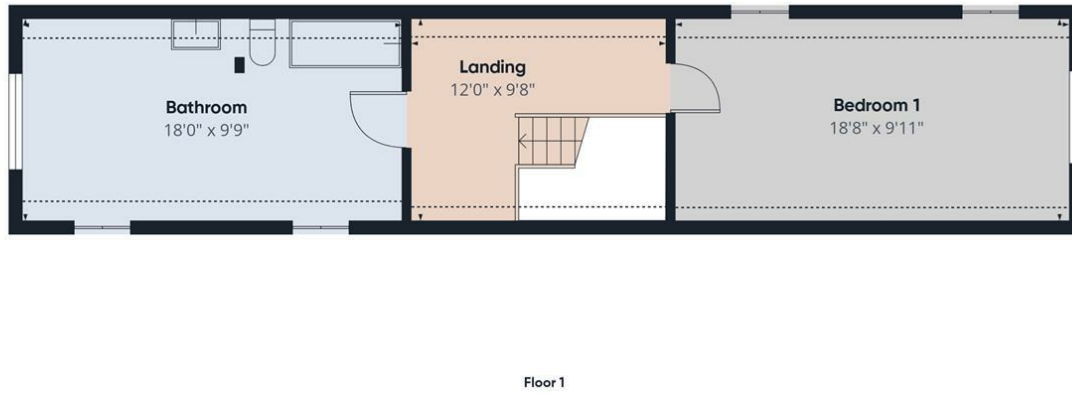 Bathroom
18'0" x 9'9"
Landing
12'0" x 9'8"
Bedroom 1
18'8" x 9'11"
Floor 1